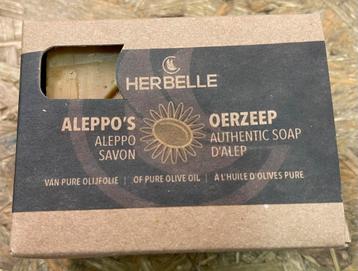 HERBELLE
ALEPPO'S OERZEEP
ALEPPO AUTHENTIC SOAP
SAVON D'ALEP
VAN PURE OLIJFOLIE | OF PURE OLIVE OIL | À L'HUILE D'OLIVES PURE